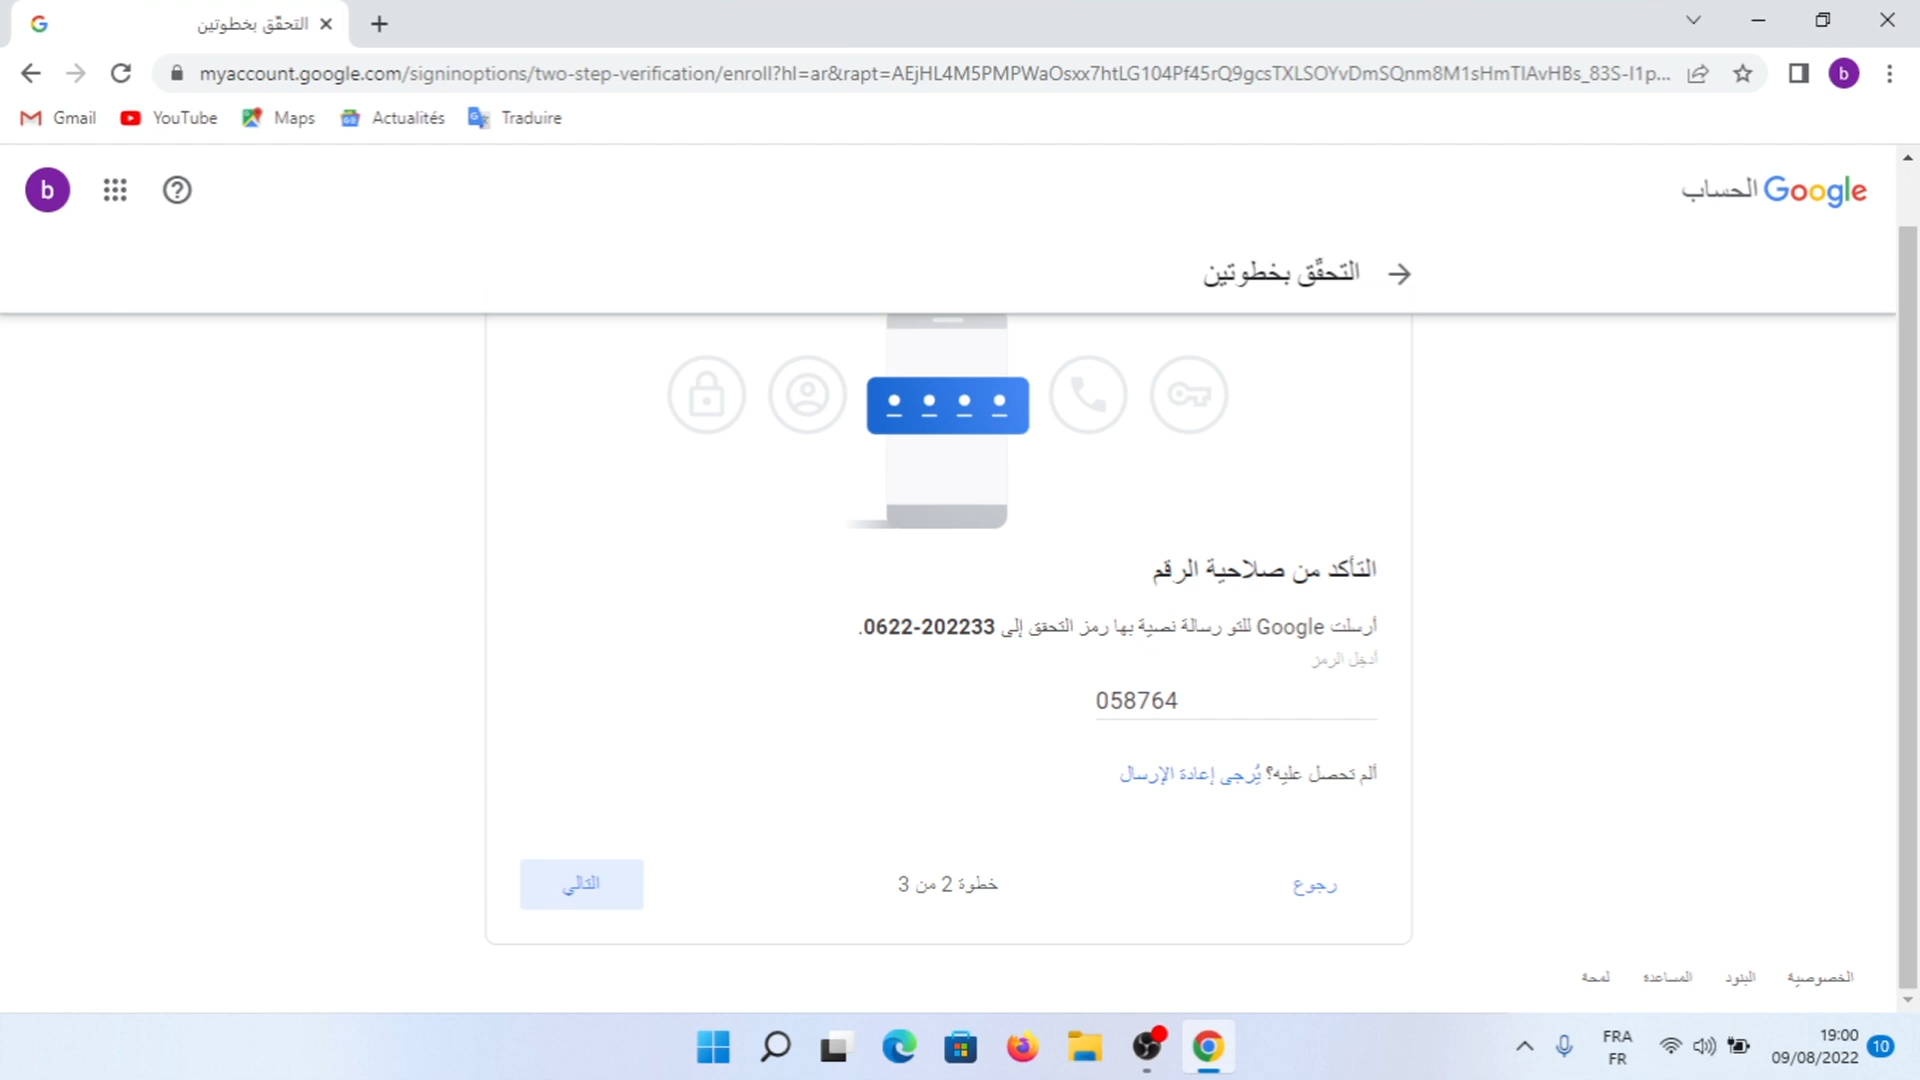 التحقّق بخطوتين
myaccount.google.com/signinoptions/two-step-verification/enroll?hl=ar&rapt=AEjHL4M5PMPWaOsxx7htLG104Pf45rQ9gcsTXLSOYvDmSQnm8M1sHmTIAvHBs_83S-I1p...
b
Gmail
YouTube
Maps
Actualités
Traduire
b
الحساب Google
التحقّق بخطوتين
التأكد من صلاحية الرقم
أرسلت Google للتو رسالة نصية بها رمز التحقق إلى 0622-202233.
أدخِل الرمز
058764
ألم تحصل عليه؟ يُرجى إعادة الإرسال
رجوع
خطوة 2 من 3
التالي
الخصوصية
البنود
المساعدة
لمحة
FRA
FR
19:00
09/08/2022
10